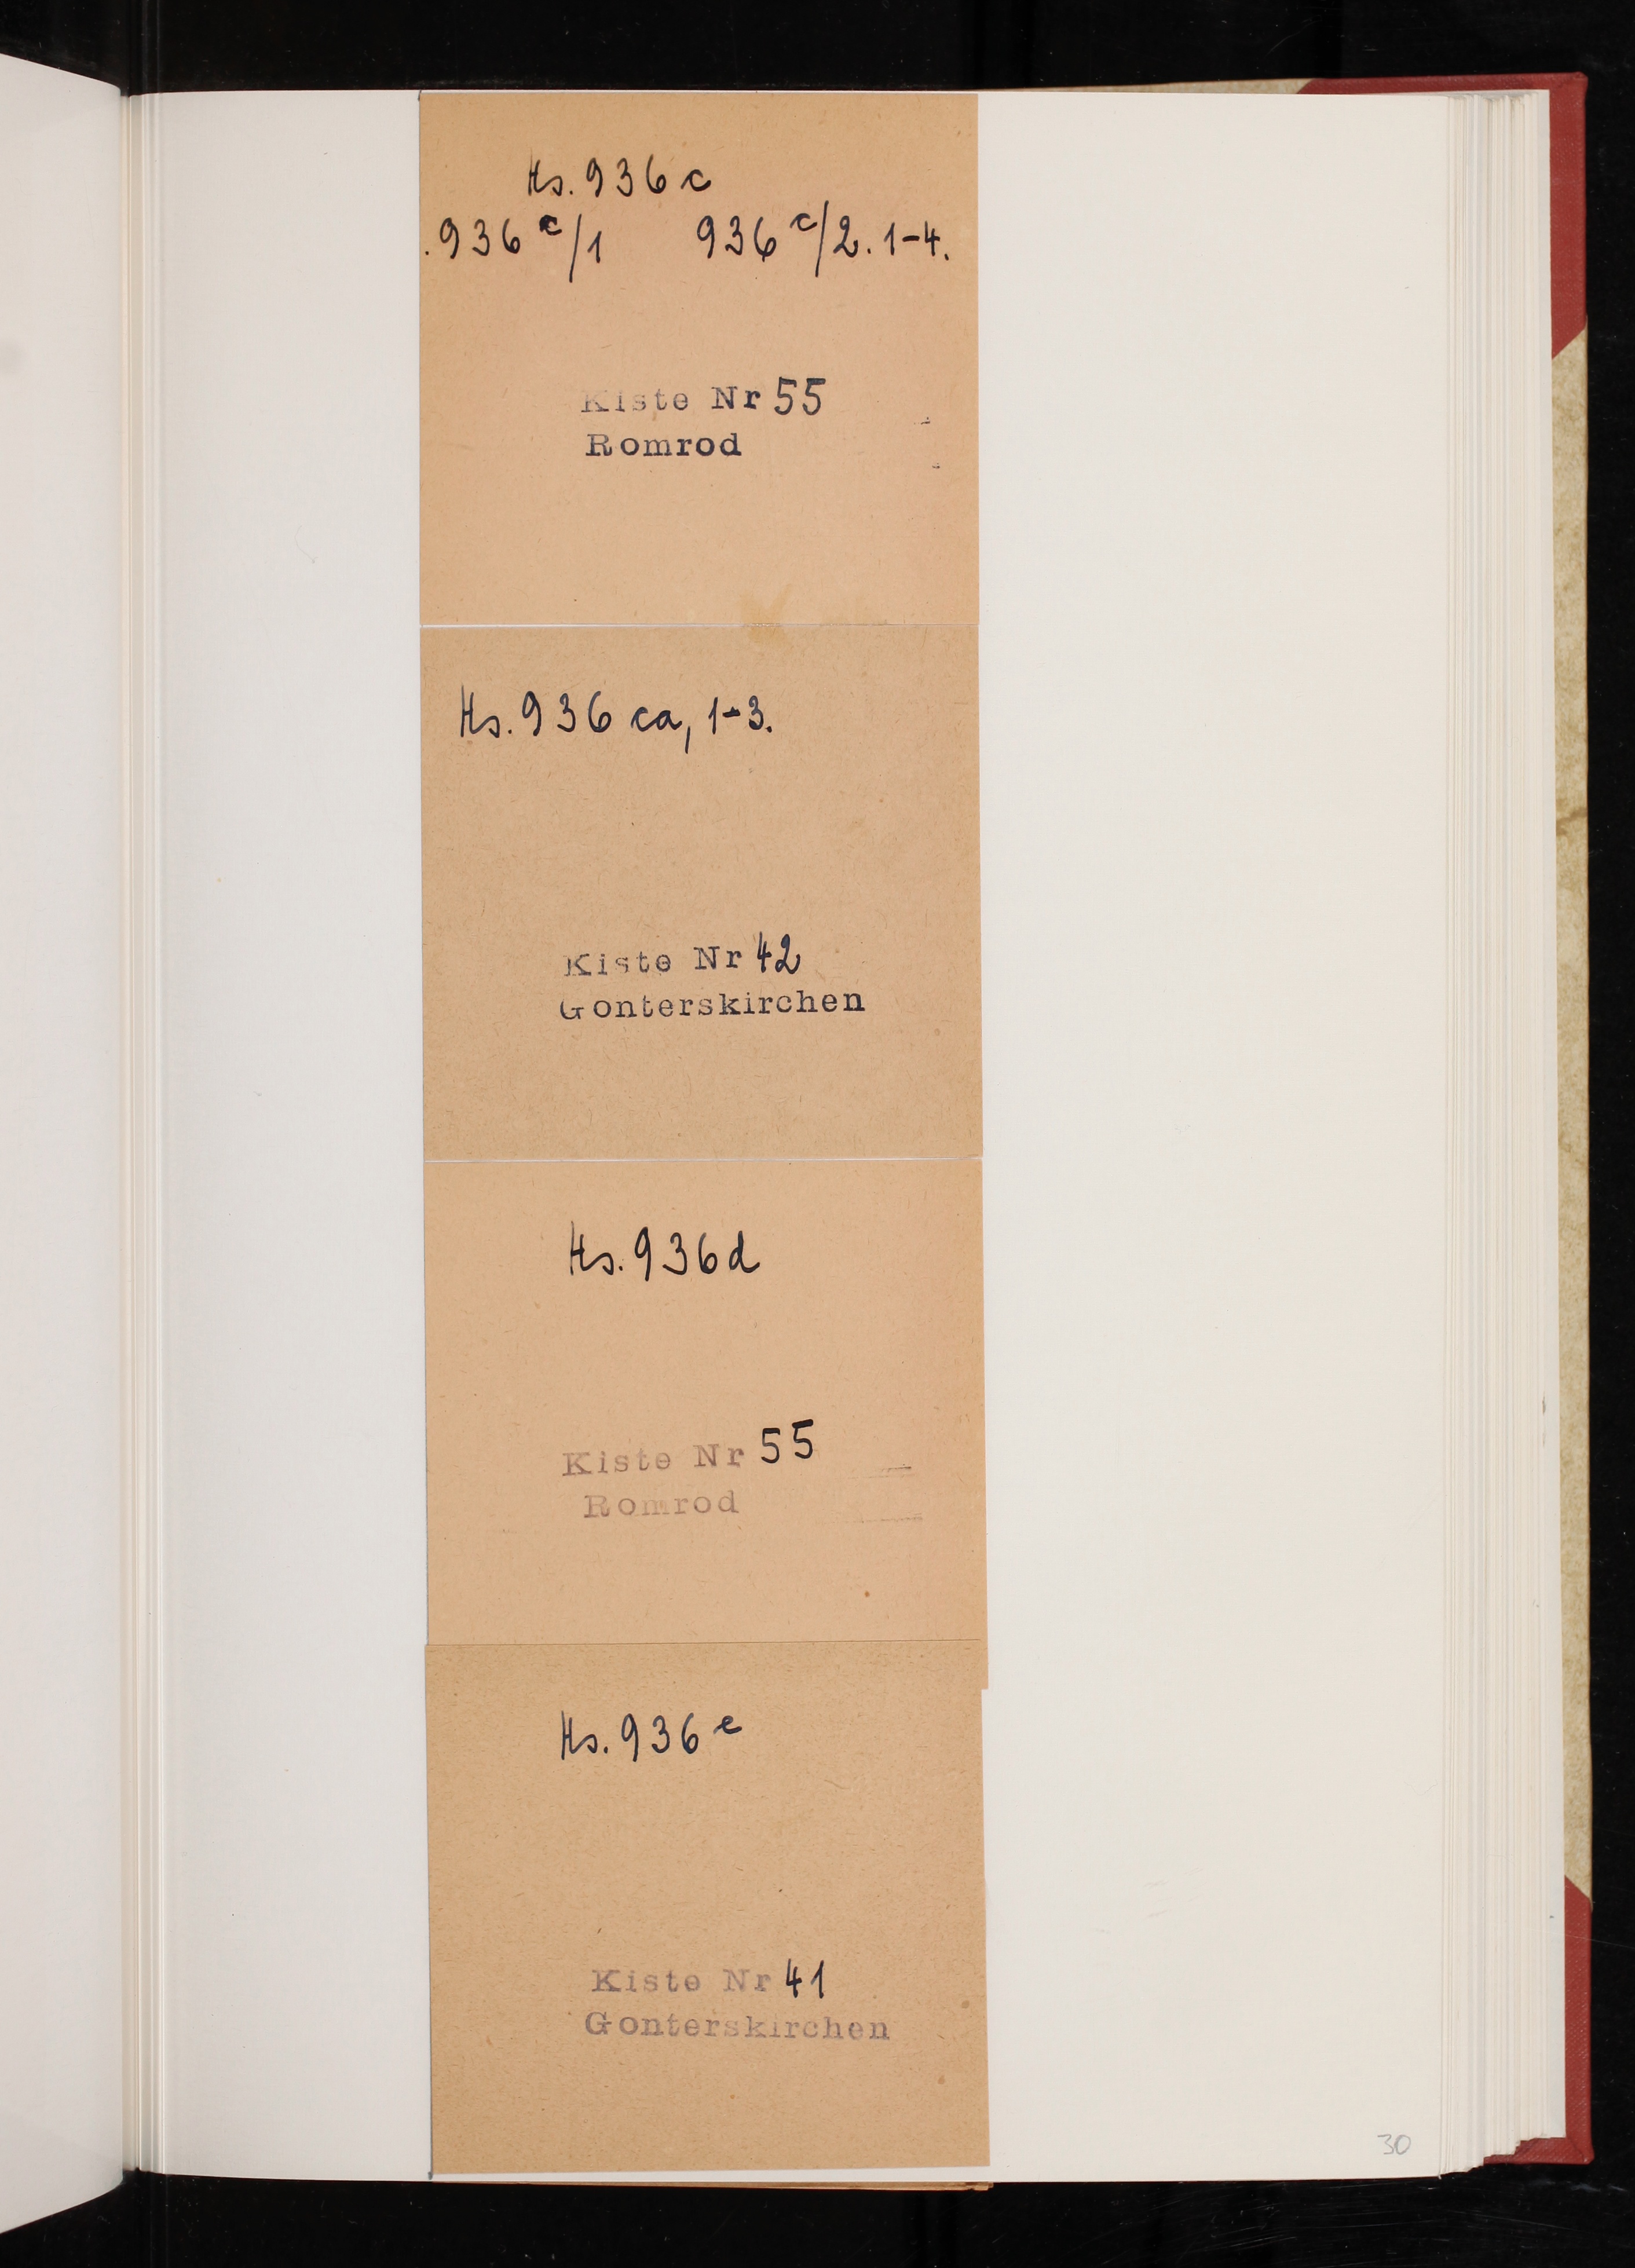 Hs. 936 c
.936 c/1 936 c/2. 1-4.
Kiste Nr 55
Romrod
Hs. 936 ca, 1-3.
Kiste Nr 42
Gonterskirchen
Hs. 936d
Kiste Nr 55
Romrod
Hs. 936 e
Kiste Nr 41
Gonterskirchen
30